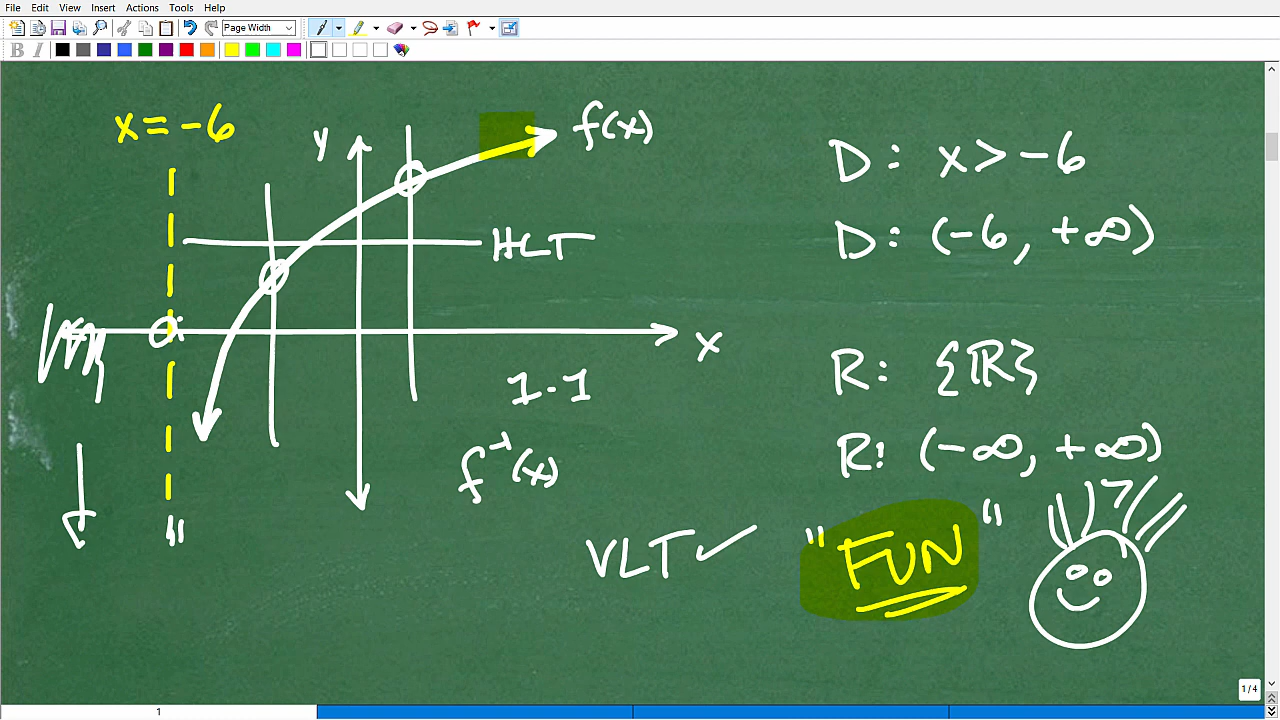 File Edit View Insert Actions Tools Help
Page Width
B I
x = -6
y
f(x)
HLT
x
1-1
f⁻¹(x)
D: x > -6
D: (-6, +∞)
R: {ℝ}
R: (-∞, +∞)
VLT ✓
"FUN"
1/4
1